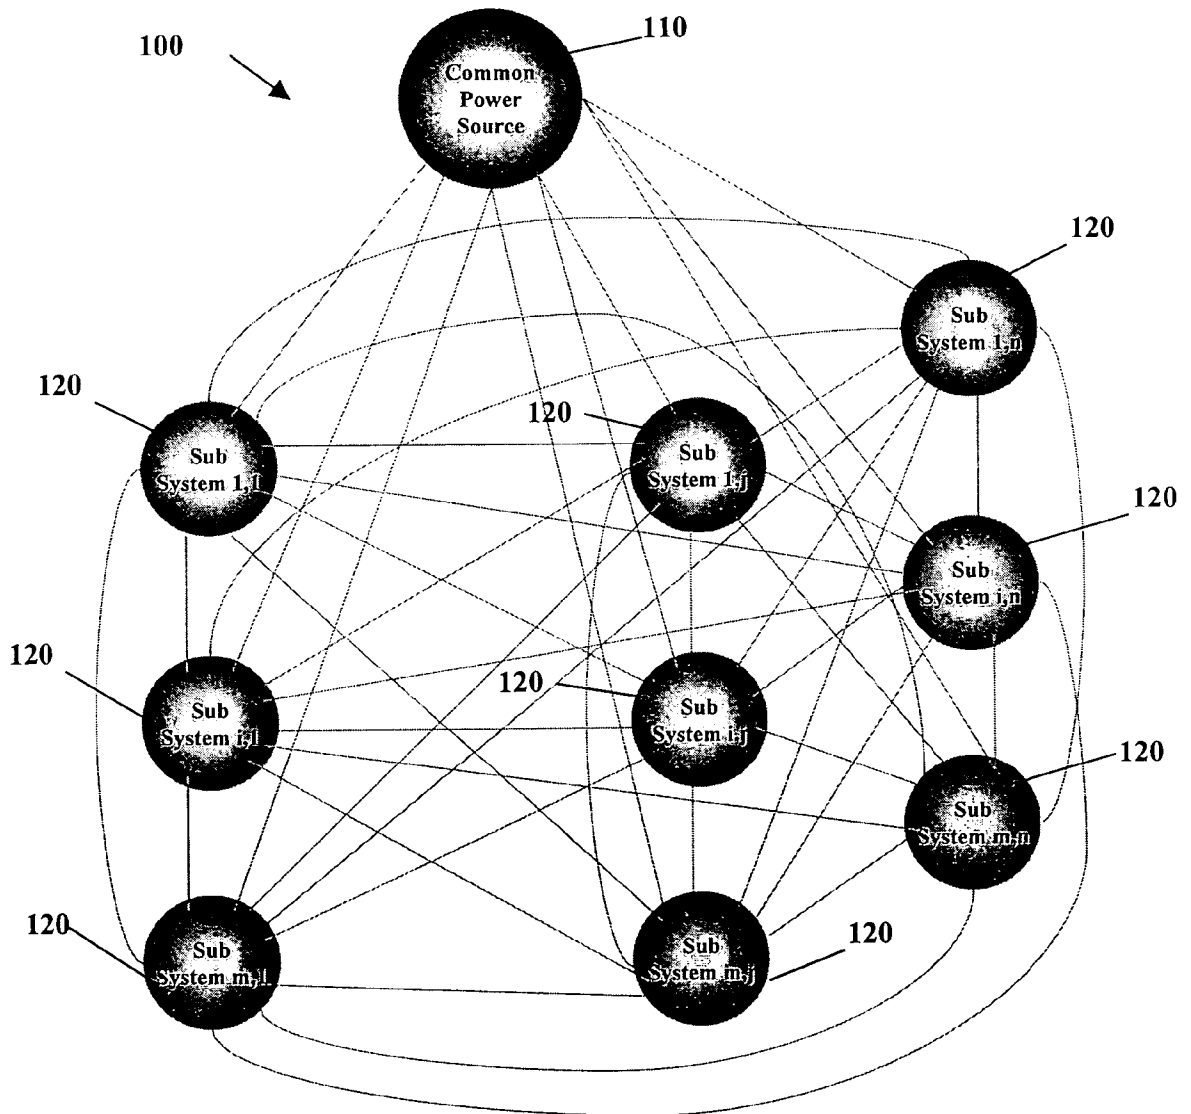 100
110
Common
Power
Source
120
Sub
System 1,n
120
Sub
System 1,1
120
Sub
System 1,j
120
Sub
System i,n
120
Sub
System i,1
120
Sub
System i,j
120
Sub
System m,n
120
Sub
System m,1
120
Sub
System m,j